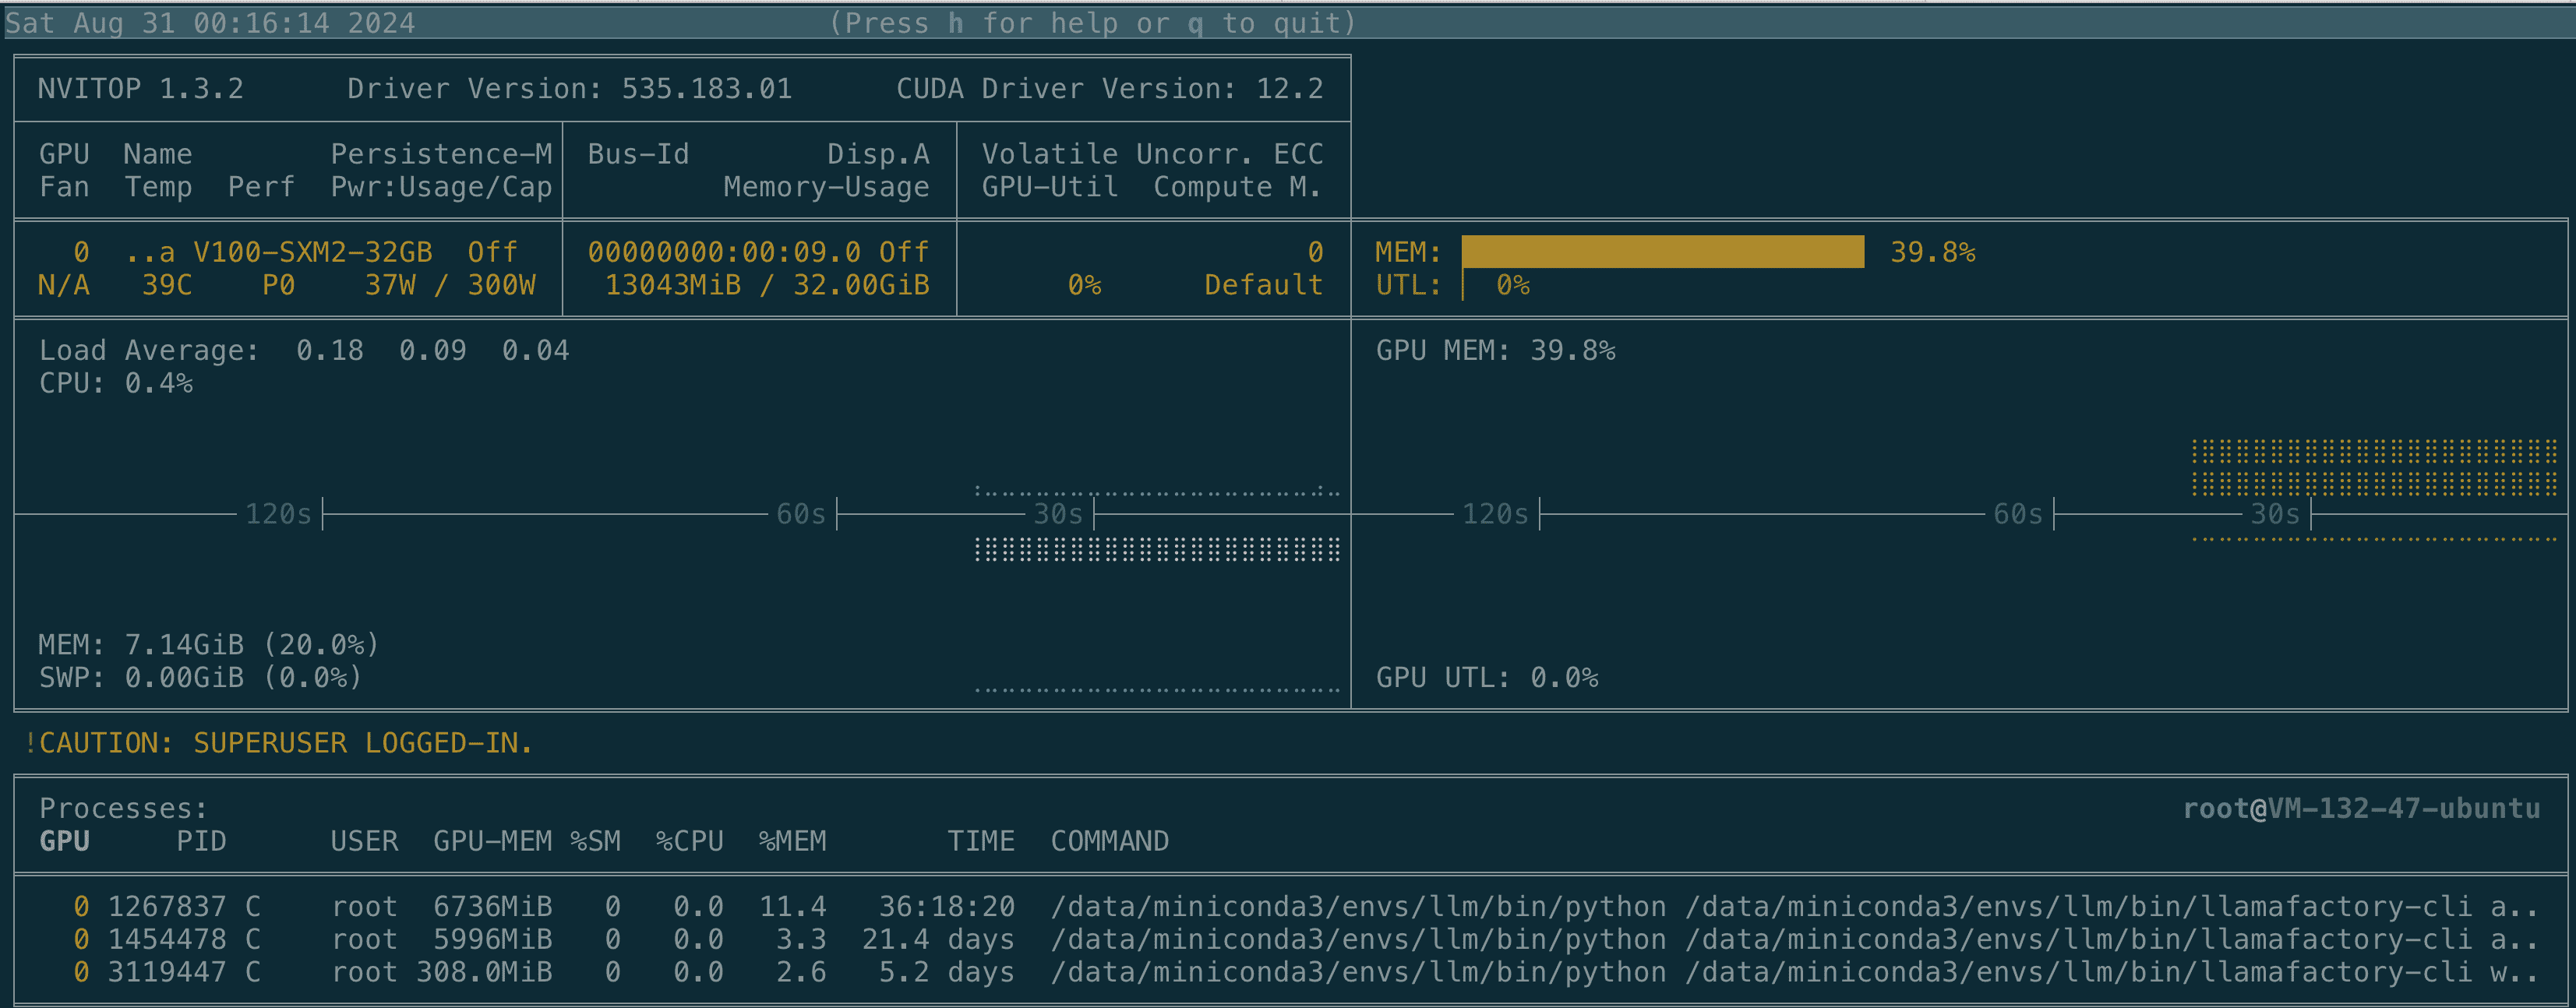 Sat Aug 31 00:16:14 2024 (Press h for help or q to quit)
NVITOP 1.3.2 Driver Version: 535.183.01 CUDA Driver Version: 12.2
GPU Name Persistence-M Bus-Id Disp.A Volatile Uncorr. ECC
Fan Temp Perf Pwr:Usage/Cap Memory-Usage GPU-Util Compute M.
0 ..a V100-SXM2-32GB Off 00000000:00:09.0 Off 0 MEM: 39.8%
N/A 39C P0 37W / 300W 13043MiB / 32.00GiB 0% Default UTL: 0%
Load Average: 0.18 0.09 0.04 GPU MEM: 39.8%
CPU: 0.4%
120s 60s 30s 120s 60s 30s
MEM: 7.14GiB (20.0%)
SWP: 0.00GiB (0.0%) GPU UTL: 0.0%
!CAUTION: SUPERUSER LOGGED-IN.
Processes: root@VM-132-47-ubuntu
GPU PID USER GPU-MEM %SM %CPU %MEM TIME COMMAND
0 1267837 C root 6736MiB 0 0.0 11.4 36:18:20 /data/miniconda3/envs/llm/bin/python /data/miniconda3/envs/llm/bin/llamafactory-cli a..
0 1454478 C root 5996MiB 0 0.0 3.3 21.4 days /data/miniconda3/envs/llm/bin/python /data/miniconda3/envs/llm/bin/llamafactory-cli a..
0 3119447 C root 308.0MiB 0 0.0 2.6 5.2 days /data/miniconda3/envs/llm/bin/python /data/miniconda3/envs/llm/bin/llamafactory-cli w..